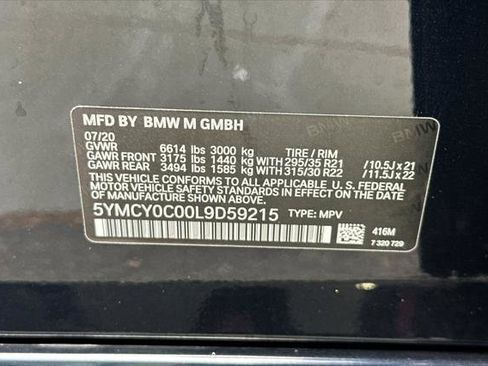 MFD BY BMW M GMBH
07/20
GVWR 6614 lbs 3000 kg TIRE / RIM
GAWR FRONT 3175 lbs 1440 kg WITH 295/35 R21 /10.5J x 21
GAWR REAR 3494 lbs 1585 kg WITH 315/30 R22 /11.5J x 22
THIS VEHICLE CONFORMS TO ALL APPLICABLE U.S. FEDERAL
MOTOR VEHICLE SAFETY STANDARDS IN EFFECT ON THE DATE
OF MANUFACTURE SHOWN ABOVE.
5YMCY0C00L9D59215 TYPE: MPV
416M
7 320 729